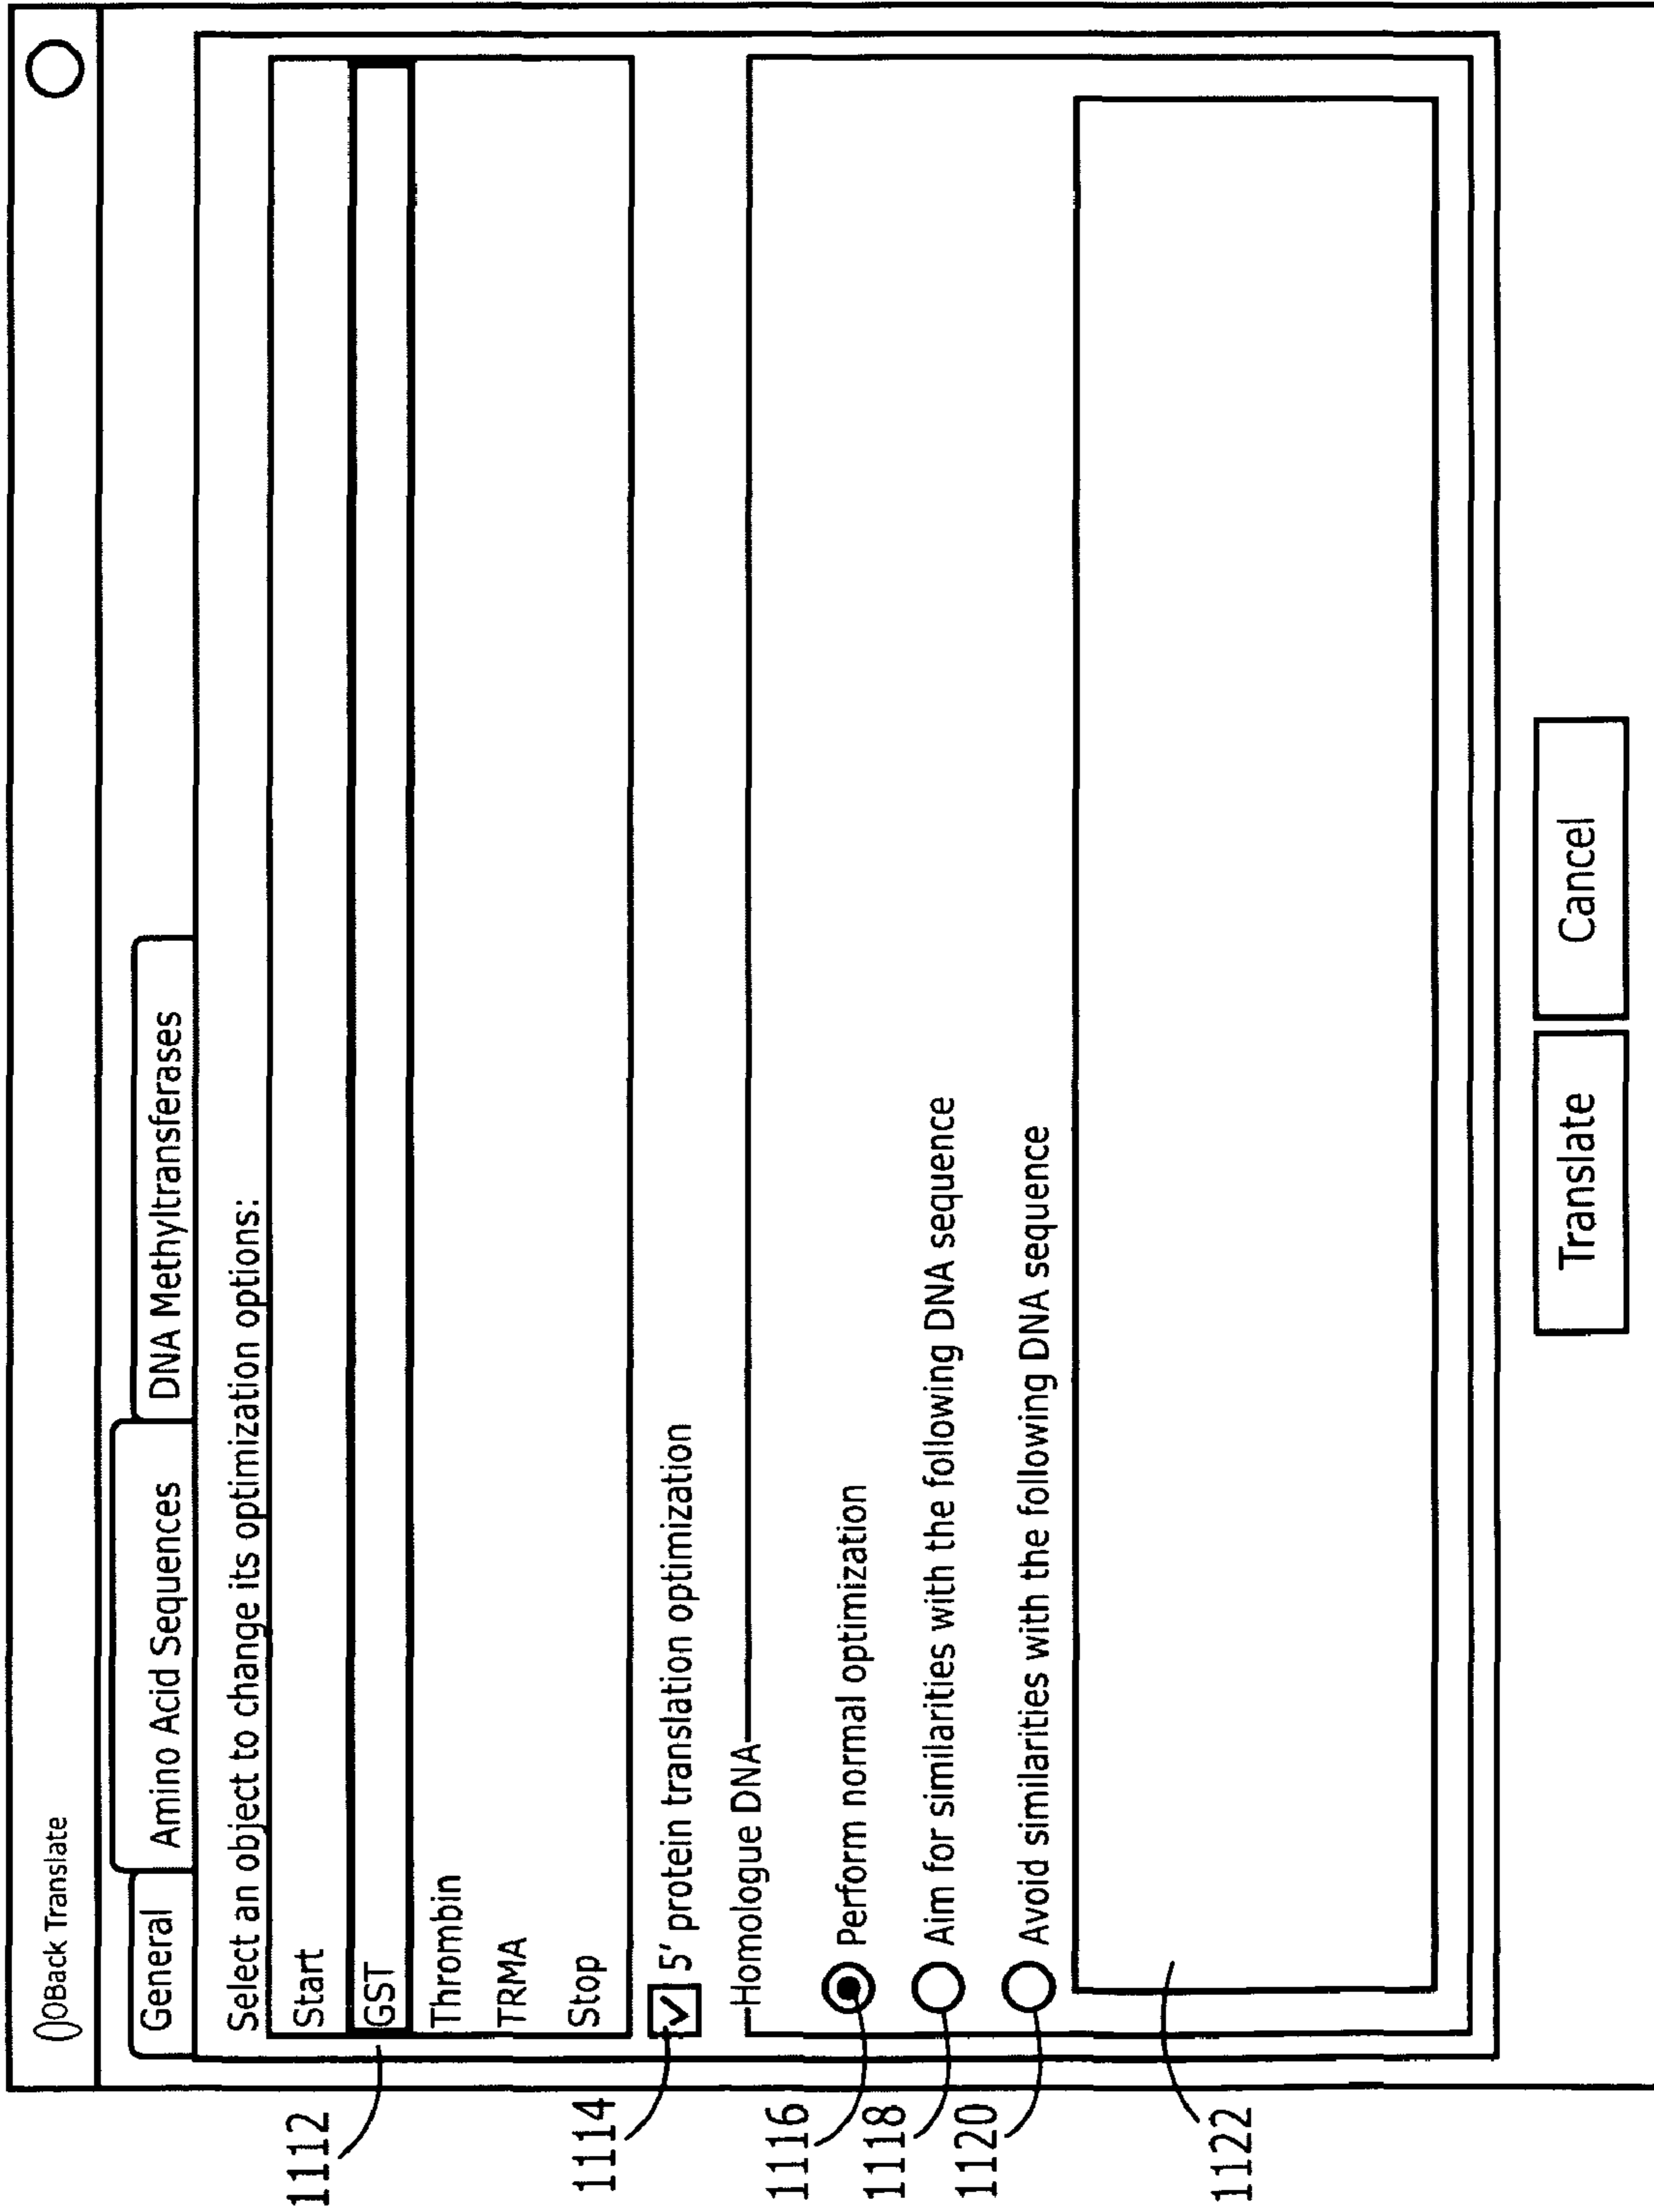 ()OBack Translate
General Amino Acid Sequences DNA Methyltransferases
Select an object to change its optimization options:
Start
1112 GST
Thrombin
TRMA
Stop
1114 5' protein translation optimization
Homologue DNA
1116 Perform normal optimization
1118 Aim for similarities with the following DNA sequence
1120 Avoid similarities with the following DNA sequence
1122
Translate Cancel